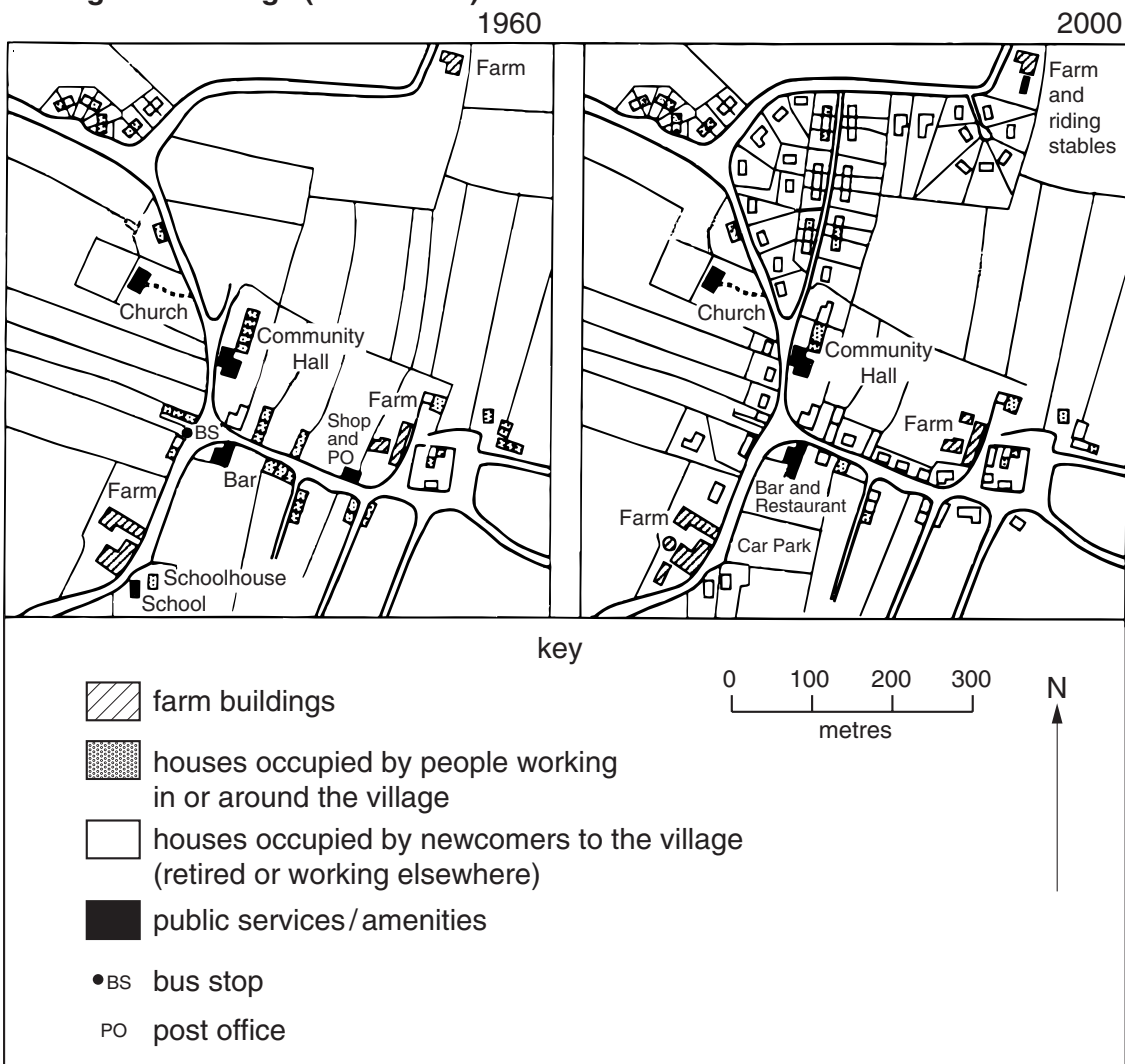 1960
2000
Farm
Church
Community
Hall
Farm
Shop
and
PO
BS
Bar
Farm
Schoolhouse
School
Farm
and
riding
stables
Church
Community
Hall
Farm
Bar and
Restaurant
Farm
Car Park
key
farm buildings
houses occupied by people working
in or around the village
houses occupied by newcomers to the village
(retired or working elsewhere)
public services/amenities
BS bus stop
PO post office
0 100 200 300
metres
N